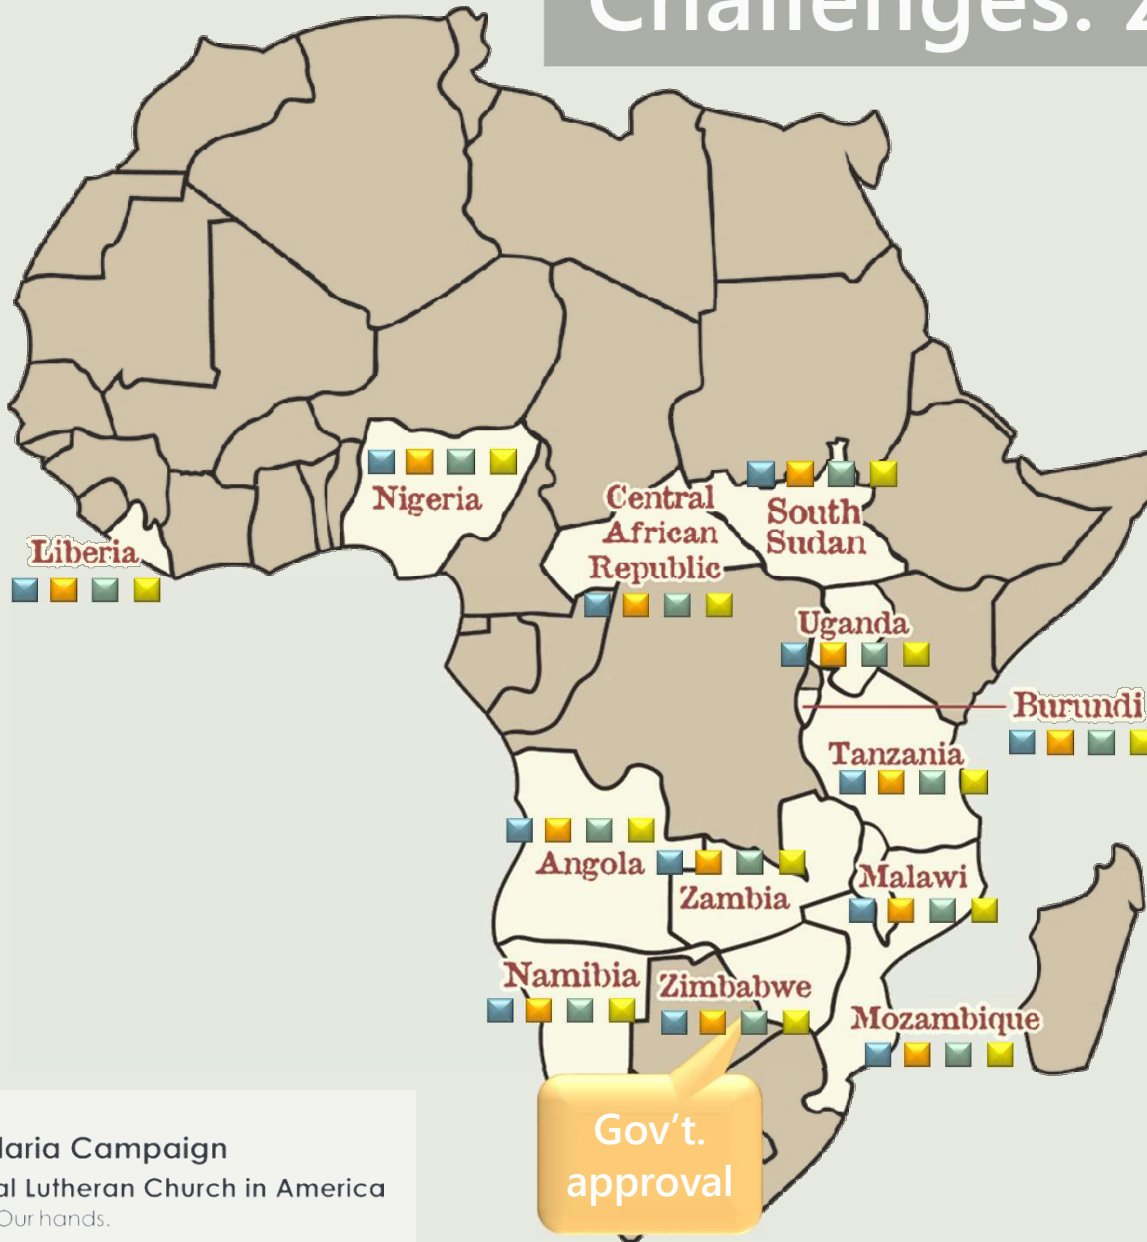 Challenges: 2
Nigeria
Central
African
Republic
South
Sudan
Liberia
Uganda
Burundi
Tanzania
Angola
Zambia
Malawi
Namibia
Zimbabwe
Mozambique
Gov't.
approval
laria Campaign
al Lutheran Church in America
Our hands.